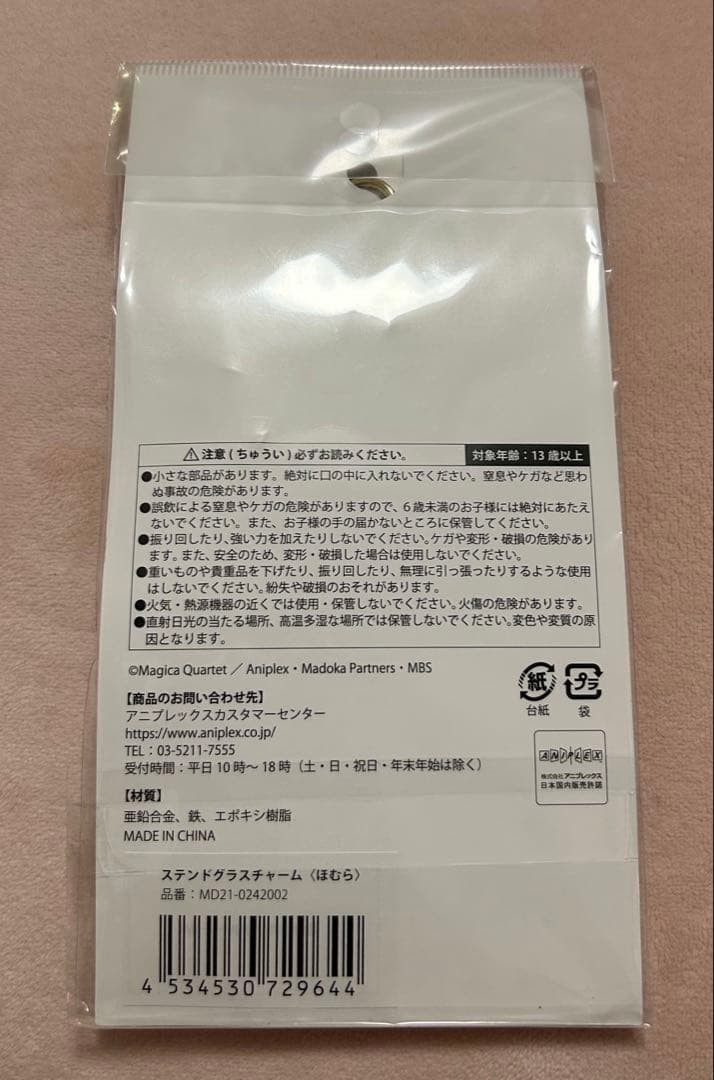 ⚠注意(ちゅうい)必ずお読みください。 対象年齢：13歳以上
●小さな部品があります。絶対に口の中に入れないでください。窒息やケガなど思わ
ぬ事故の危険があります。
●誤飲による窒息やケガの危険がありますので、6歳未満のお子様には絶対にあたえ
ないでください。また、お子様の手の届かないところに保管してください。
●振り回したり、強い力を加えたりしないでください。ケガや変形・破損の危険があり
ます。また、安全のため、変形・破損した場合は使用しないでください。
●重いものや貴重品を下げたり、振り回したり、無理に引っ張ったりするような使用
はしないでください。紛失や破損のおそれがあります。
●火気・熱源機器の近くでは使用・保管しないでください。火傷の危険があります。
●直射日光の当たる場所、高温多湿な場所では保管しないでください。変色や変質の原
因となります。
©Magica Quartet／Aniplex・Madoka Partners・MBS
【商品のお問い合わせ先】
アニプレックスカスタマーセンター
https://www.aniplex.co.jp/
TEL：03-5211-7555
受付時間：平日10時～18時（土・日・祝日・年末年始は除く）
紙 プラ
台紙 袋
ANIPLEX
株式会社アニプレックス
日本国内販売許諾
【材質】
亜鉛合金、鉄、エポキシ樹脂
MADE IN CHINA
ステンドグラスチャーム〈ほむら〉
品番：MD21-0242002
4 534530 729644